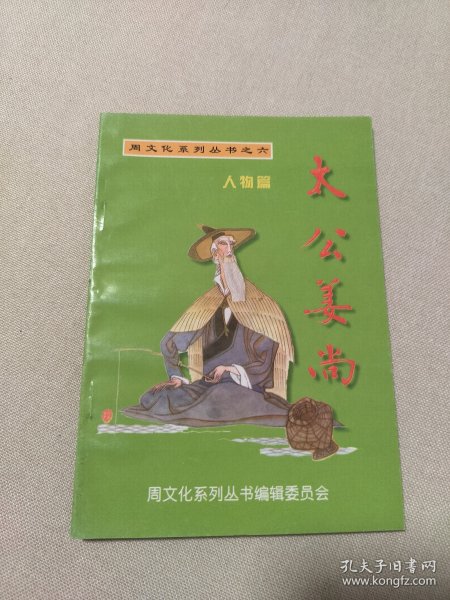 周文化系列丛书之六
人物篇
太公姜尚
周文化系列丛书编辑委员会
孔夫子旧书网
www.kongfz.com